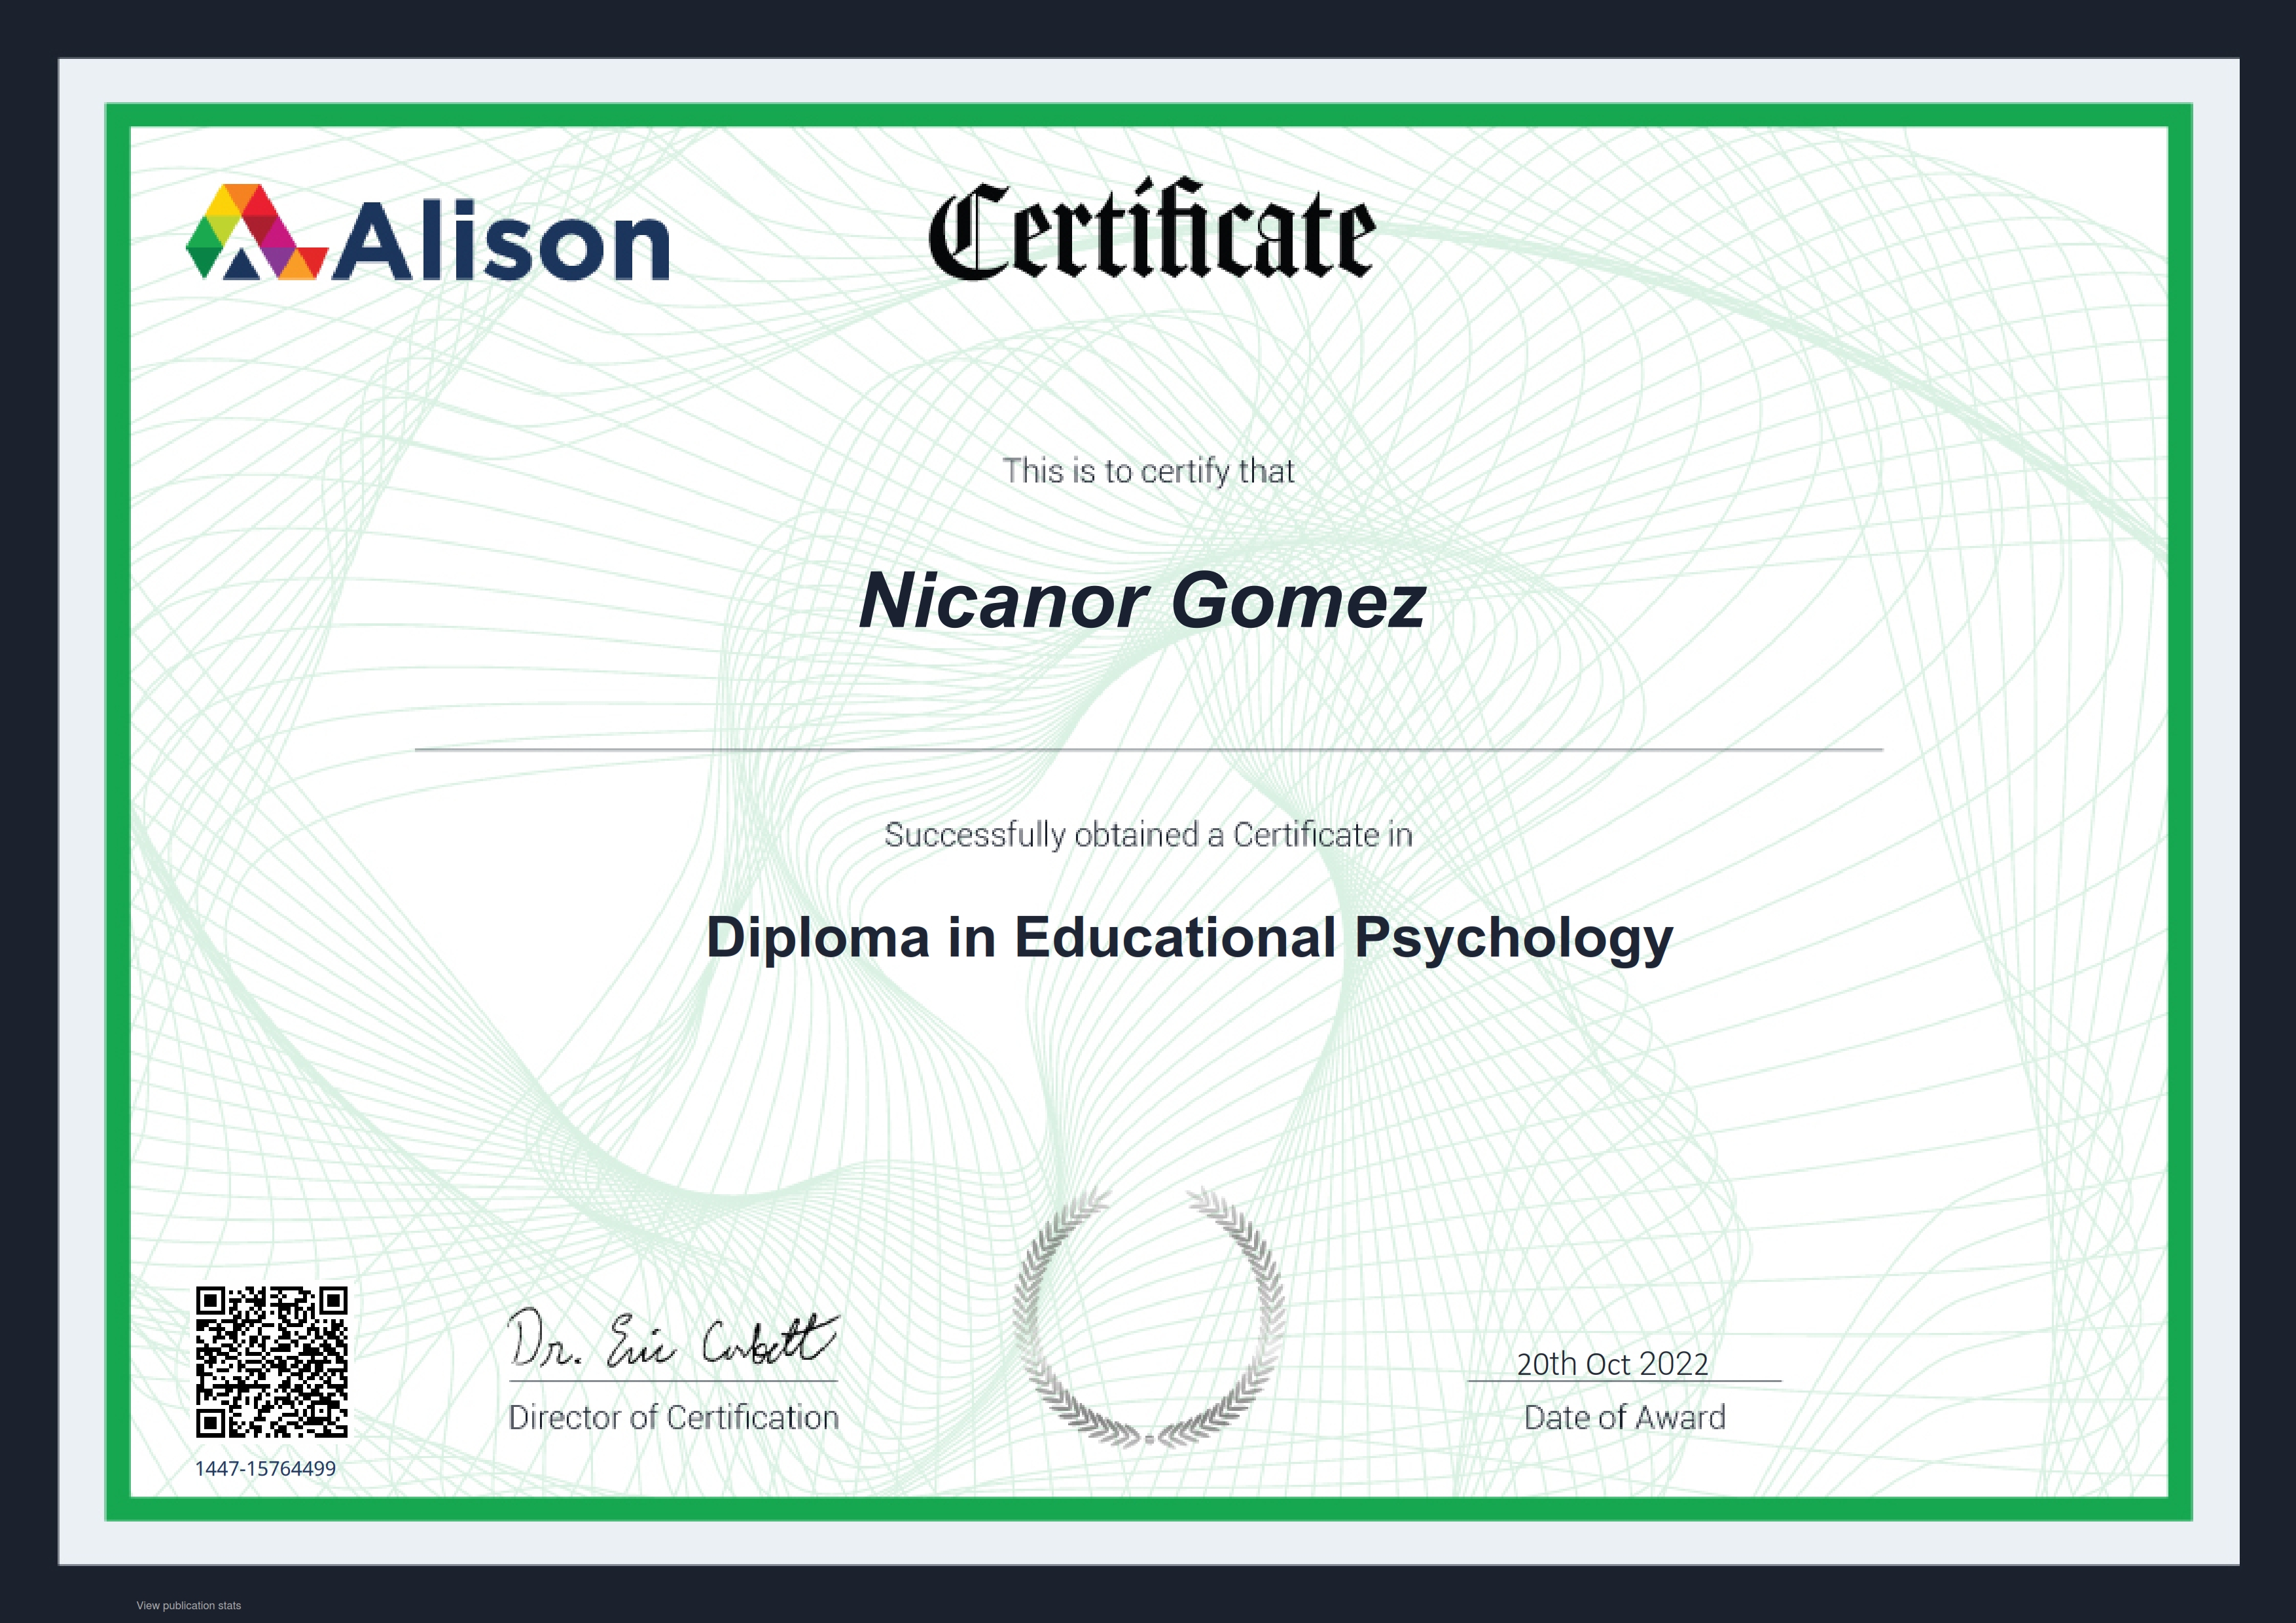 Alison
Certificate
This is to certify that
Nicanor Gomez
Successfully obtained a Certificate in
Diploma in Educational Psychology
Dr. Eric Corbett
Director of Certification
20th Oct 2022
Date of Award
1447-15764499
View publication stats